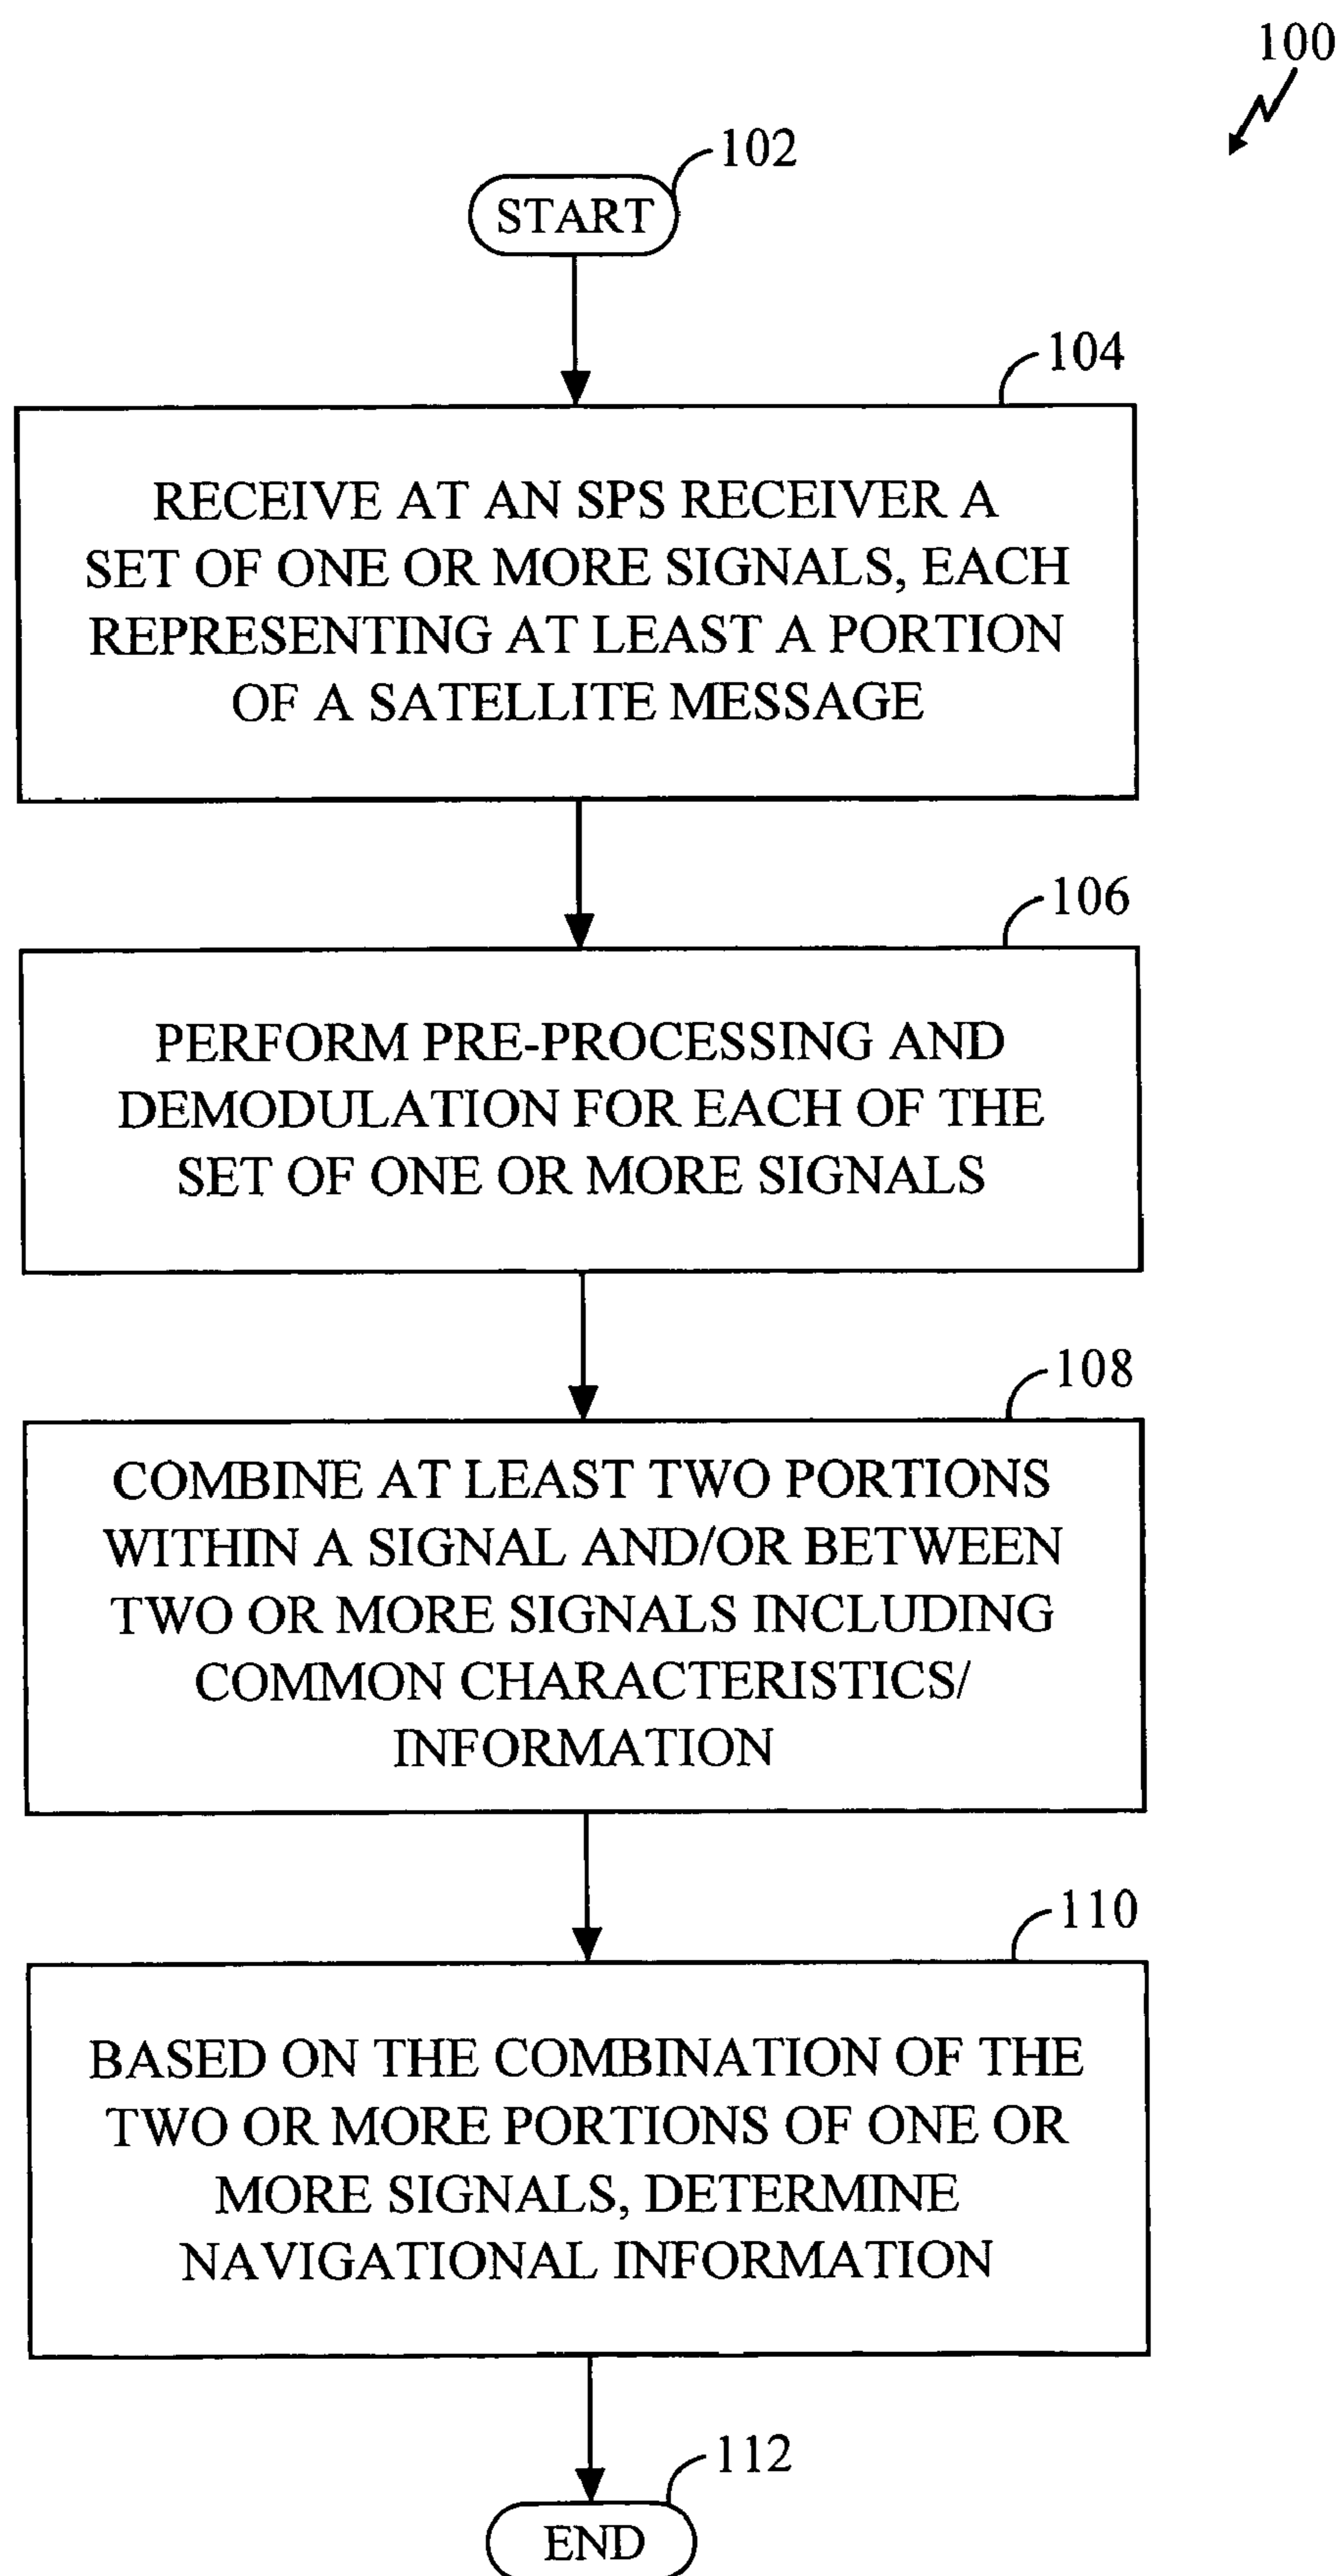 100
102
START
104
RECEIVE AT AN SPS RECEIVER A
SET OF ONE OR MORE SIGNALS, EACH
REPRESENTING AT LEAST A PORTION
OF A SATELLITE MESSAGE
106
PERFORM PRE-PROCESSING AND
DEMODULATION FOR EACH OF THE
SET OF ONE OR MORE SIGNALS
108
COMBINE AT LEAST TWO PORTIONS
WITHIN A SIGNAL AND/OR BETWEEN
TWO OR MORE SIGNALS INCLUDING
COMMON CHARACTERISTICS/
INFORMATION
110
BASED ON THE COMBINATION OF THE
TWO OR MORE PORTIONS OF ONE OR
MORE SIGNALS, DETERMINE
NAVIGATIONAL INFORMATION
112
END